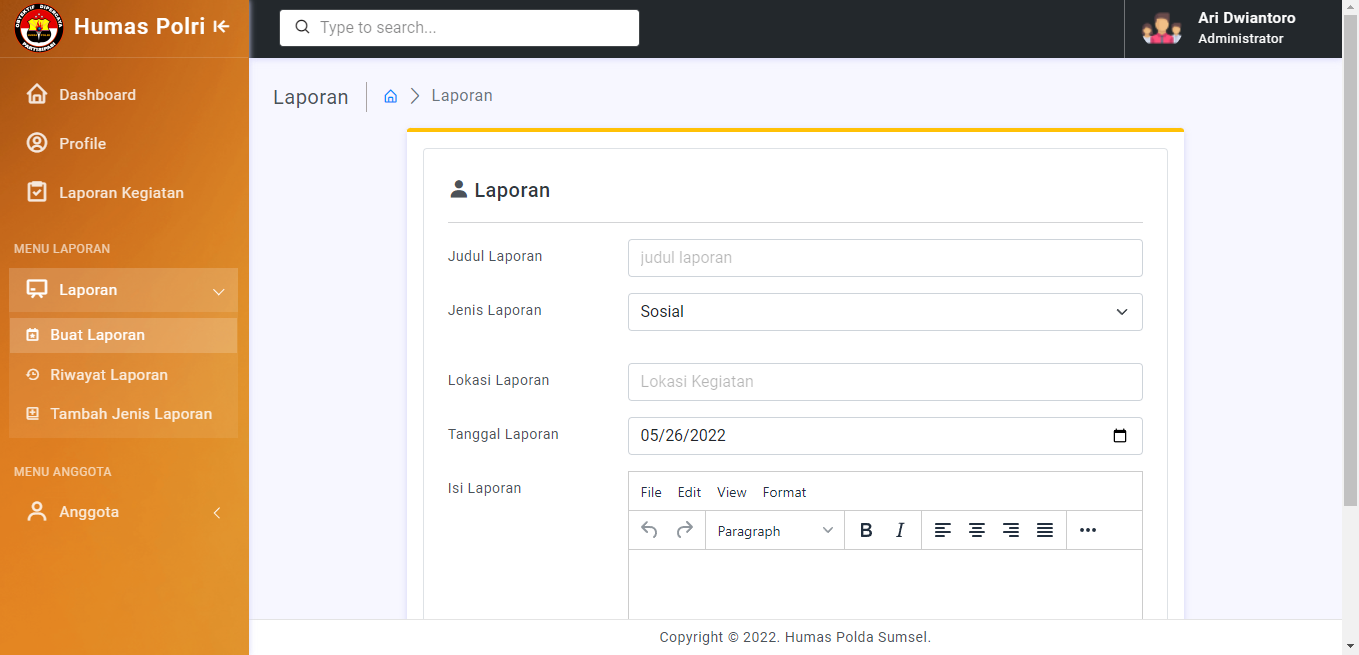 Humas Polri
Type to search...
Ari Dwiantoro
Administrator
Dashboard
Profile
Laporan Kegiatan
MENU LAPORAN
Laporan
Buat Laporan
Riwayat Laporan
Tambah Jenis Laporan
MENU ANGGOTA
Anggota
Laporan
Laporan
Laporan
Judul Laporan
judul laporan
Jenis Laporan
Sosial
Lokasi Laporan
Lokasi Kegiatan
Tanggal Laporan
05/26/2022
Isi Laporan
File Edit View Format
Paragraph B I
Copyright © 2022. Humas Polda Sumsel.